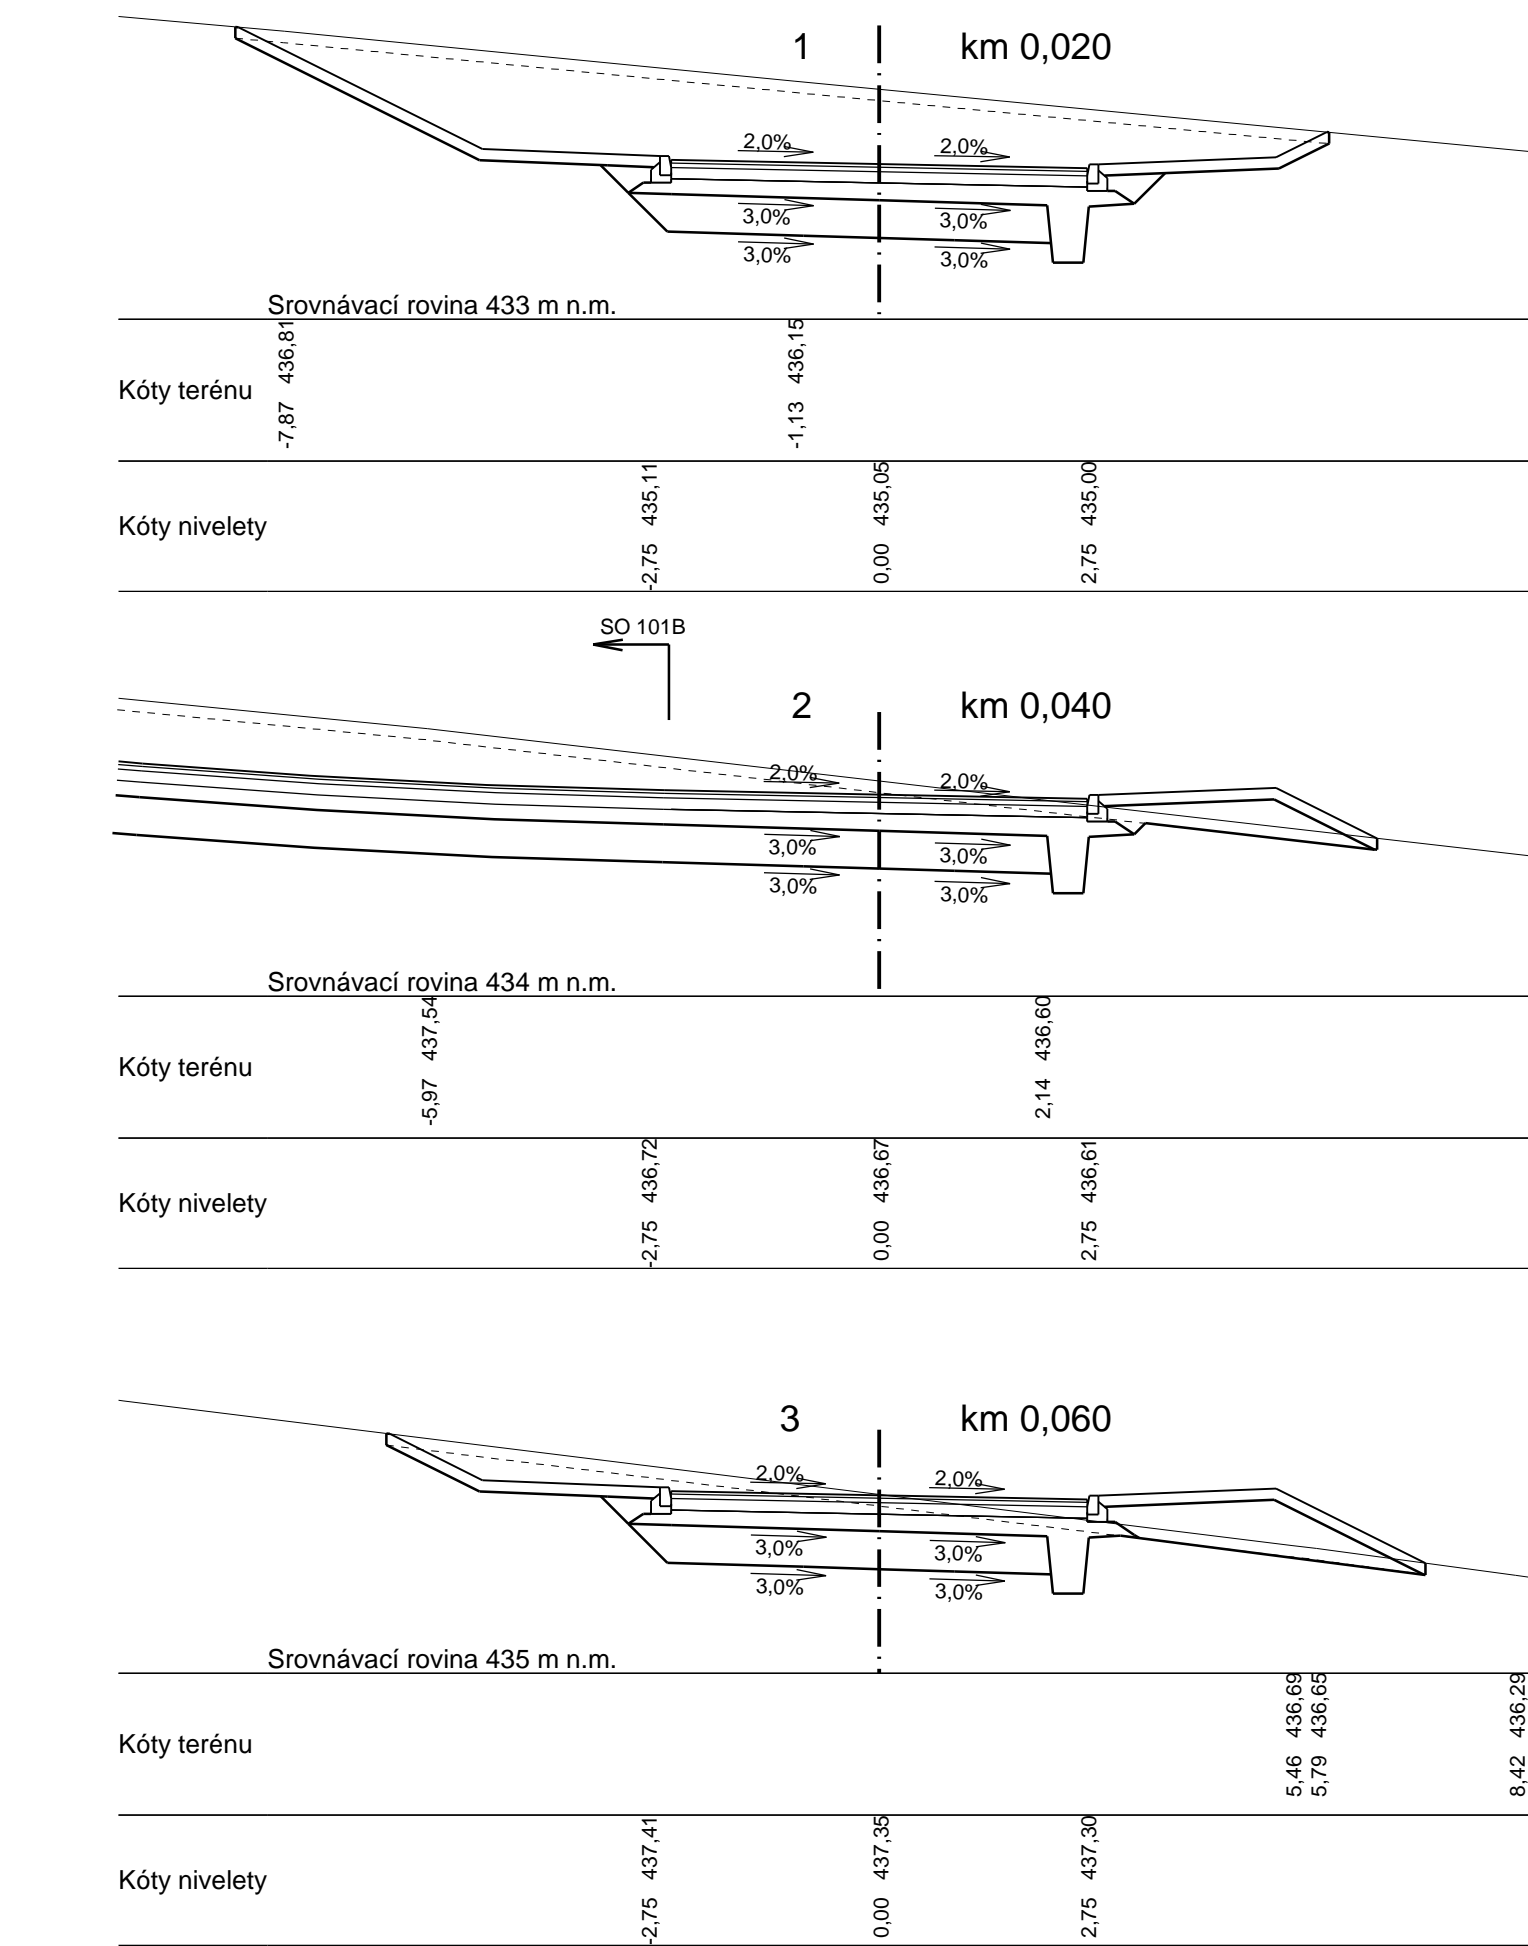 1 km 0,020
2,0% 2,0%
3,0% 3,0%
3,0% 3,0%
Srovnávací rovina 433 m n.m.
Kóty terénu
-7,87 436,81
-1,13 436,15
Kóty nivelety
-2,75 435,11
0,00 435,05
2,75 435,00
SO 101B
2 km 0,040
2,0% 2,0%
3,0% 3,0%
3,0% 3,0%
Srovnávací rovina 434 m n.m.
Kóty terénu
-5,97 437,54
2,14 436,60
Kóty nivelety
-2,75 436,72
0,00 436,67
2,75 436,61
3 km 0,060
2,0% 2,0%
3,0% 3,0%
3,0% 3,0%
Srovnávací rovina 435 m n.m.
Kóty terénu
5,46 436,69
5,79 436,65
8,42 436,29
Kóty nivelety
-2,75 437,41
0,00 437,35
2,75 437,30